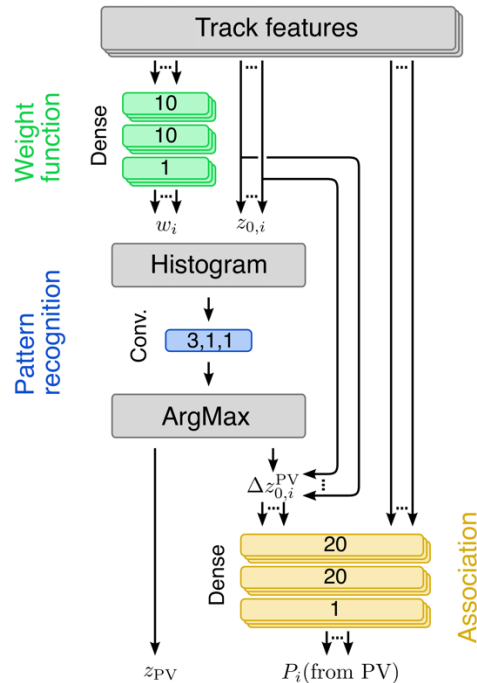 Track features
...
...
...
Weight
function
Dense
10
10
1
...
...
w_i
z_{0,i}
Histogram
Pattern
recognition
Conv.
3,1,1
ArgMax
Δz_{0,i}^{PV}
...
...
...
Association
Dense
20
20
1
...
z_{PV}
P_i(from PV)